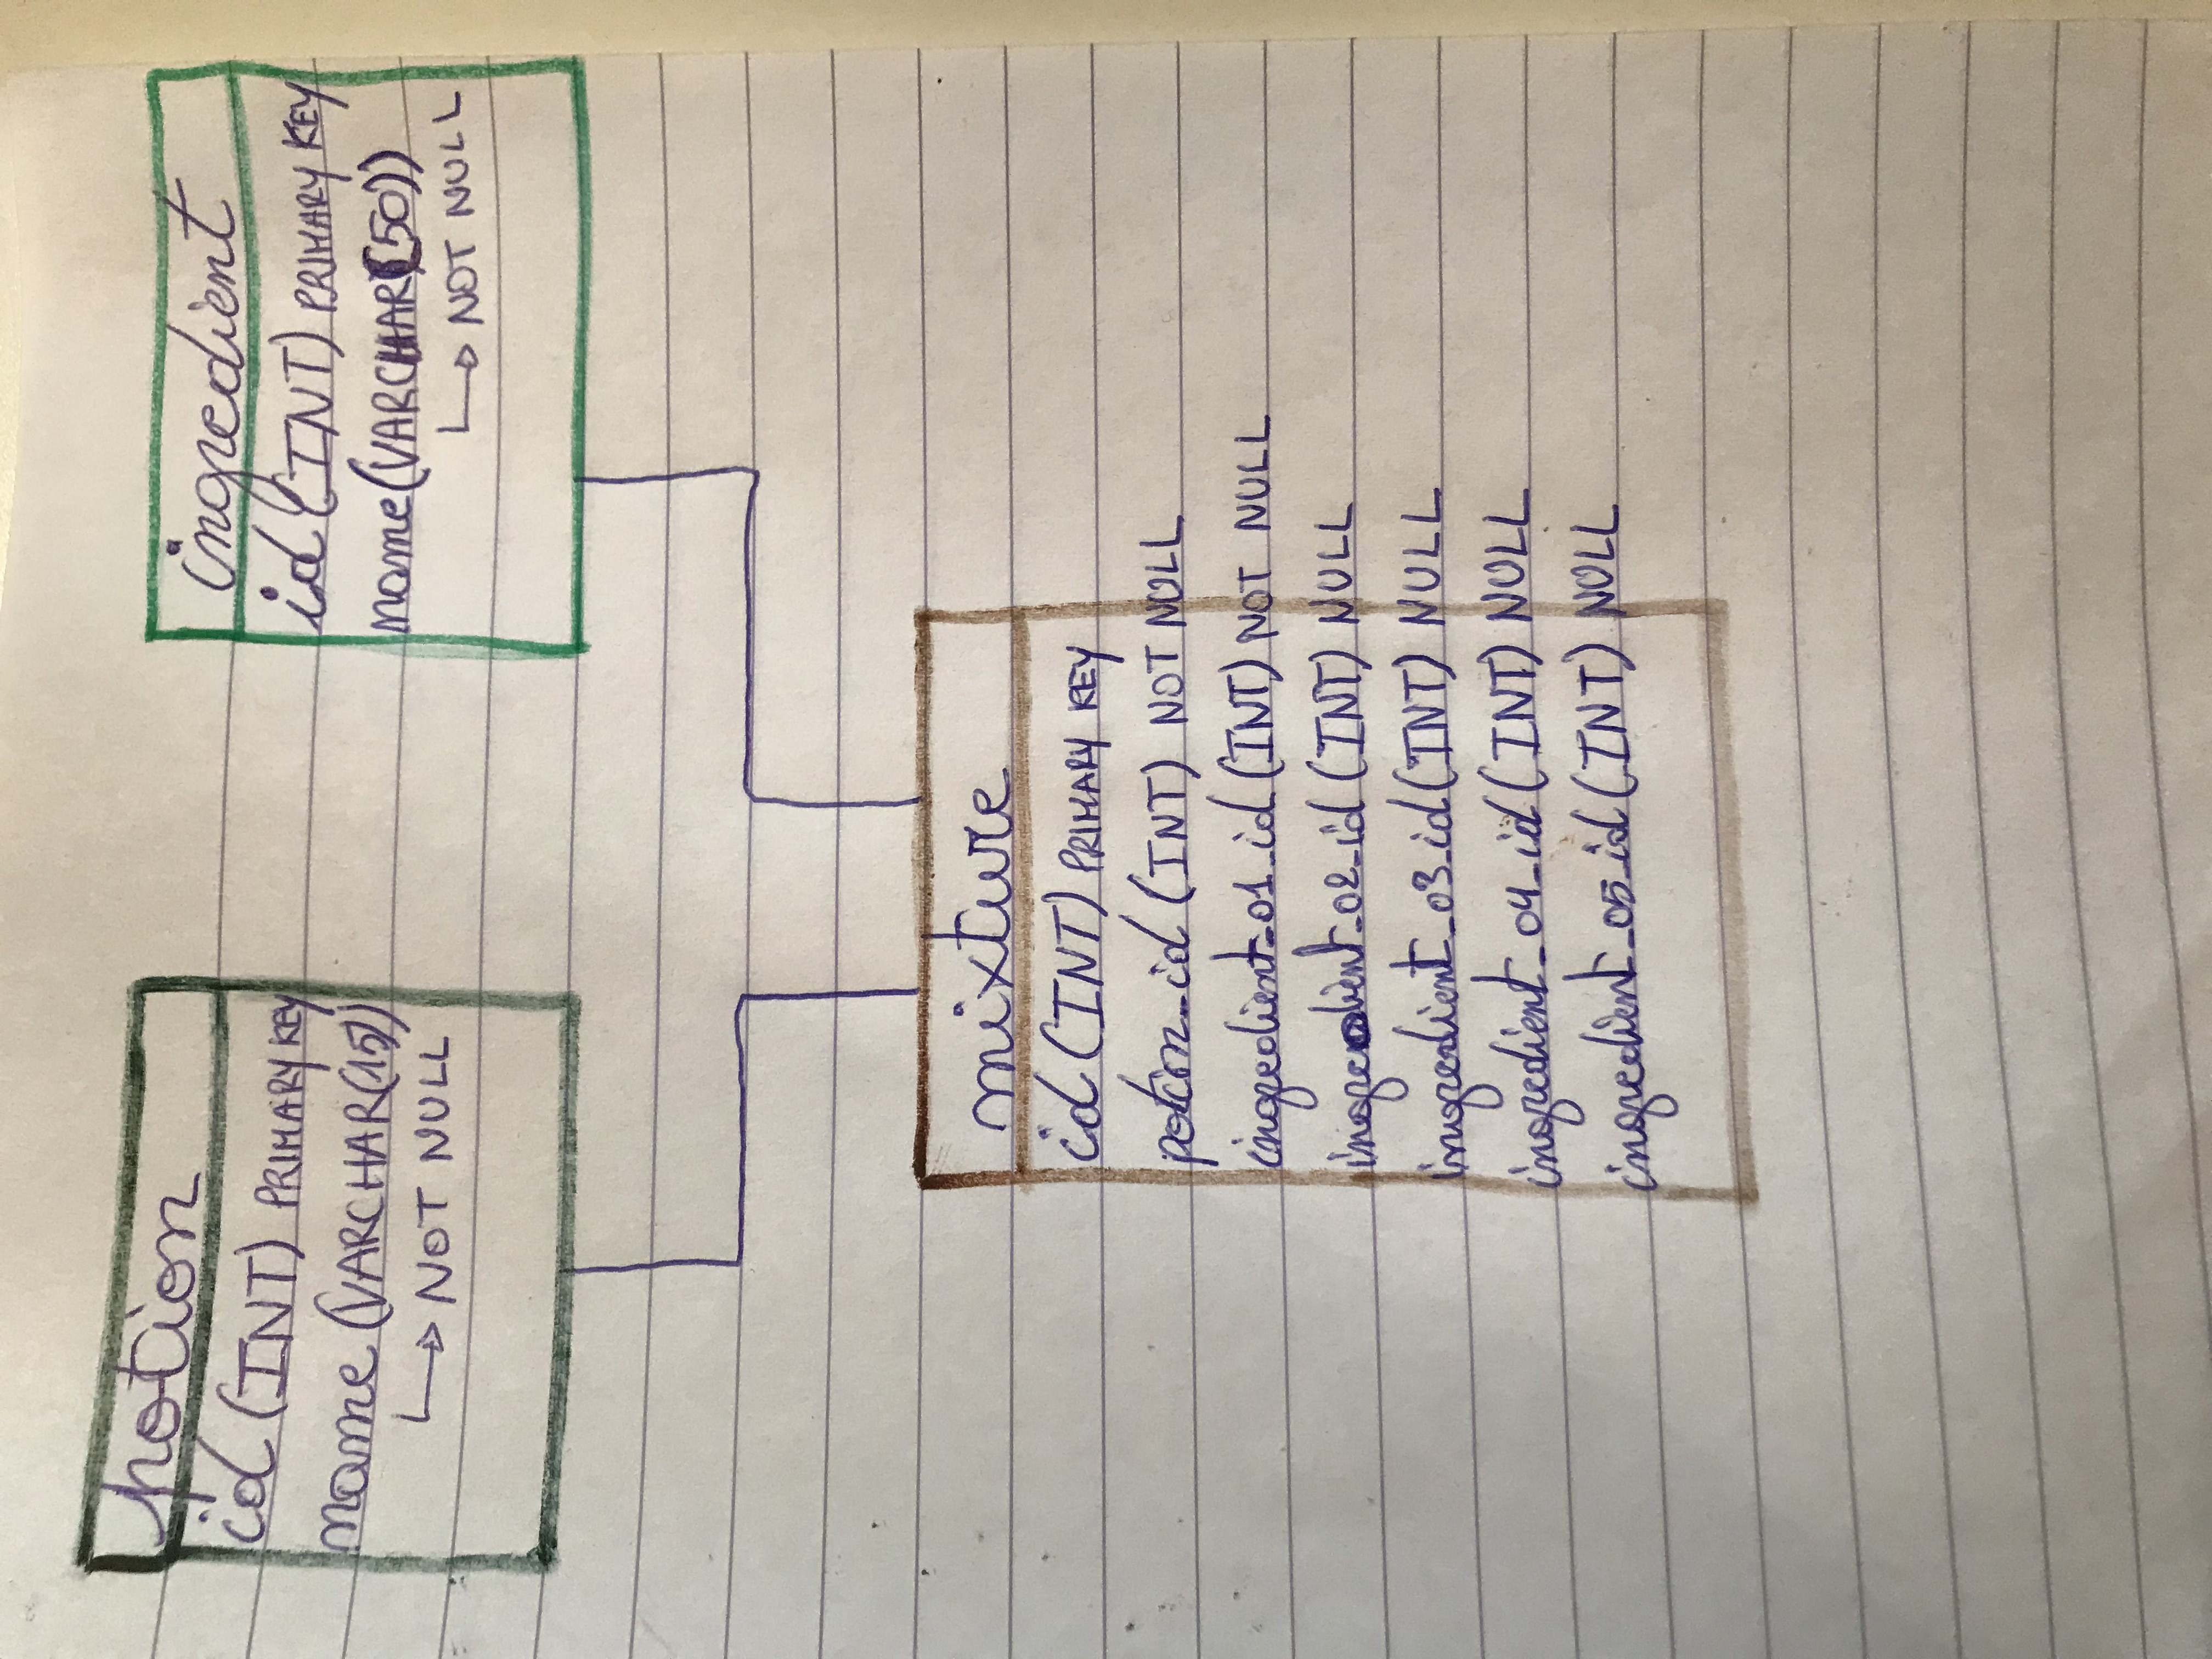 potion
id (INT) PRIMARY KEY
name (VARCHAR(15))
NOT NULL
ingredient
id (INT) PRIMARY KEY
name (VARCHAR(50))
NOT NULL
mixture
id (INT) PRIMARY KEY
potion_id (INT) NOT NULL
ingredient_01_id (INT) NOT NULL
ingredient_02_id (INT) NULL
ingredient_03_id (INT) NULL
ingredient_04_id (INT) NULL
ingredient_05_id (INT) NULL